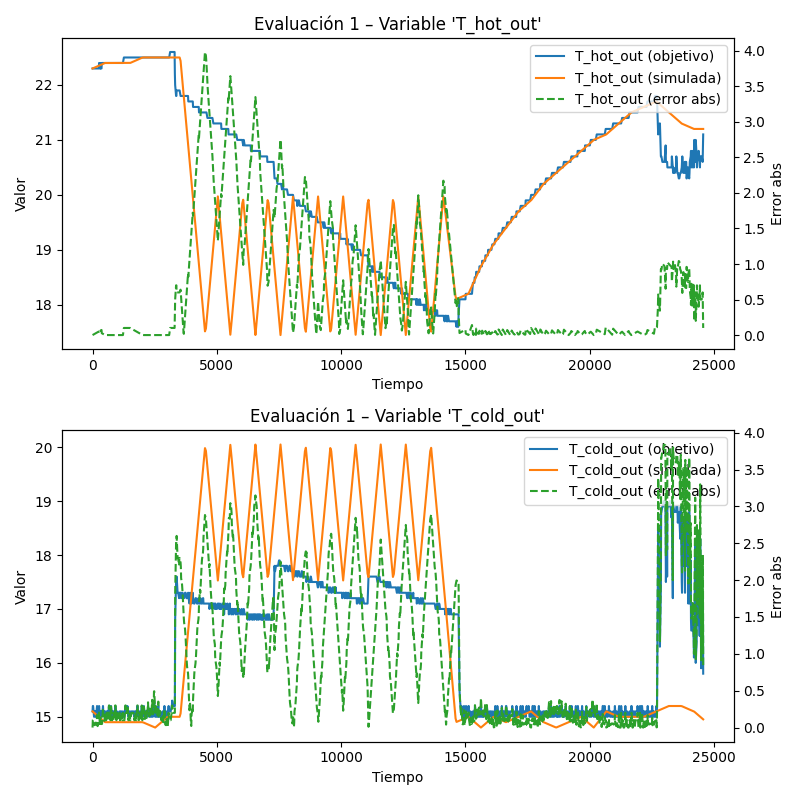 Evaluación 1 – Variable 'T_hot_out'
T_hot_out (objetivo)
T_hot_out (simulada)
T_hot_out (error abs)
22
21
20
19
18
Valor
4.0
3.5
3.0
2.5
2.0
1.5
1.0
0.5
0.0
Error abs
0
5000
10000
15000
20000
25000
Tiempo
Evaluación 1 – Variable 'T_cold_out'
T_cold_out (objetivo)
T_cold_out (simulada)
T_cold_out (error abs)
20
19
18
17
16
15
Valor
4.0
3.5
3.0
2.5
2.0
1.5
1.0
0.5
0.0
Error abs
0
5000
10000
15000
20000
25000
Tiempo